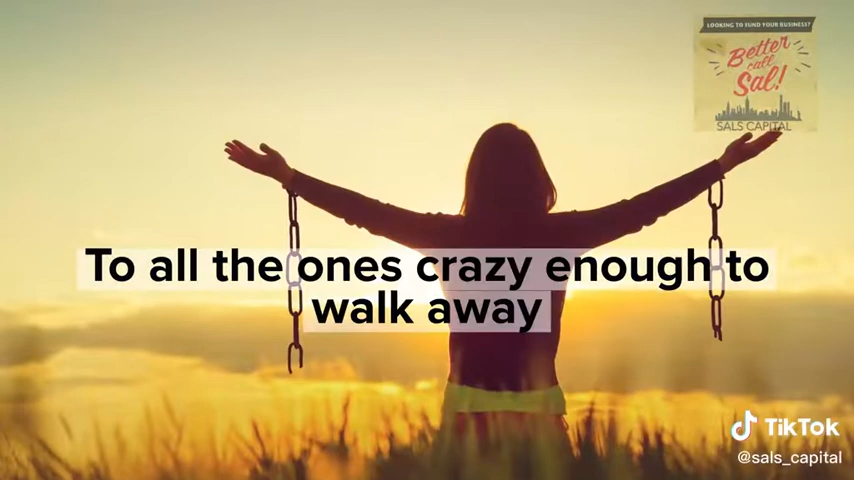 LOOKING TO FUND YOUR BUSINESS?
Better
call
Sal!
SALS CAPITAL
To all the ones crazy enough to
walk away
TikTok
@sals_capital